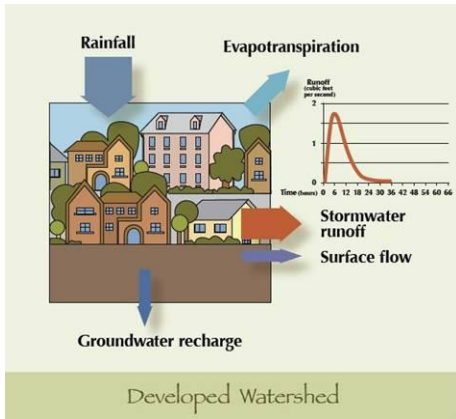 Rainfall
Evapotranspiration
Runoff
(cubic feet
per second)
2
1
0
Time (hours) 0 6 12 18 24 30 36 42 48 54 60 66
Stormwater
runoff
Surface flow
Groundwater recharge
Developed Watershed